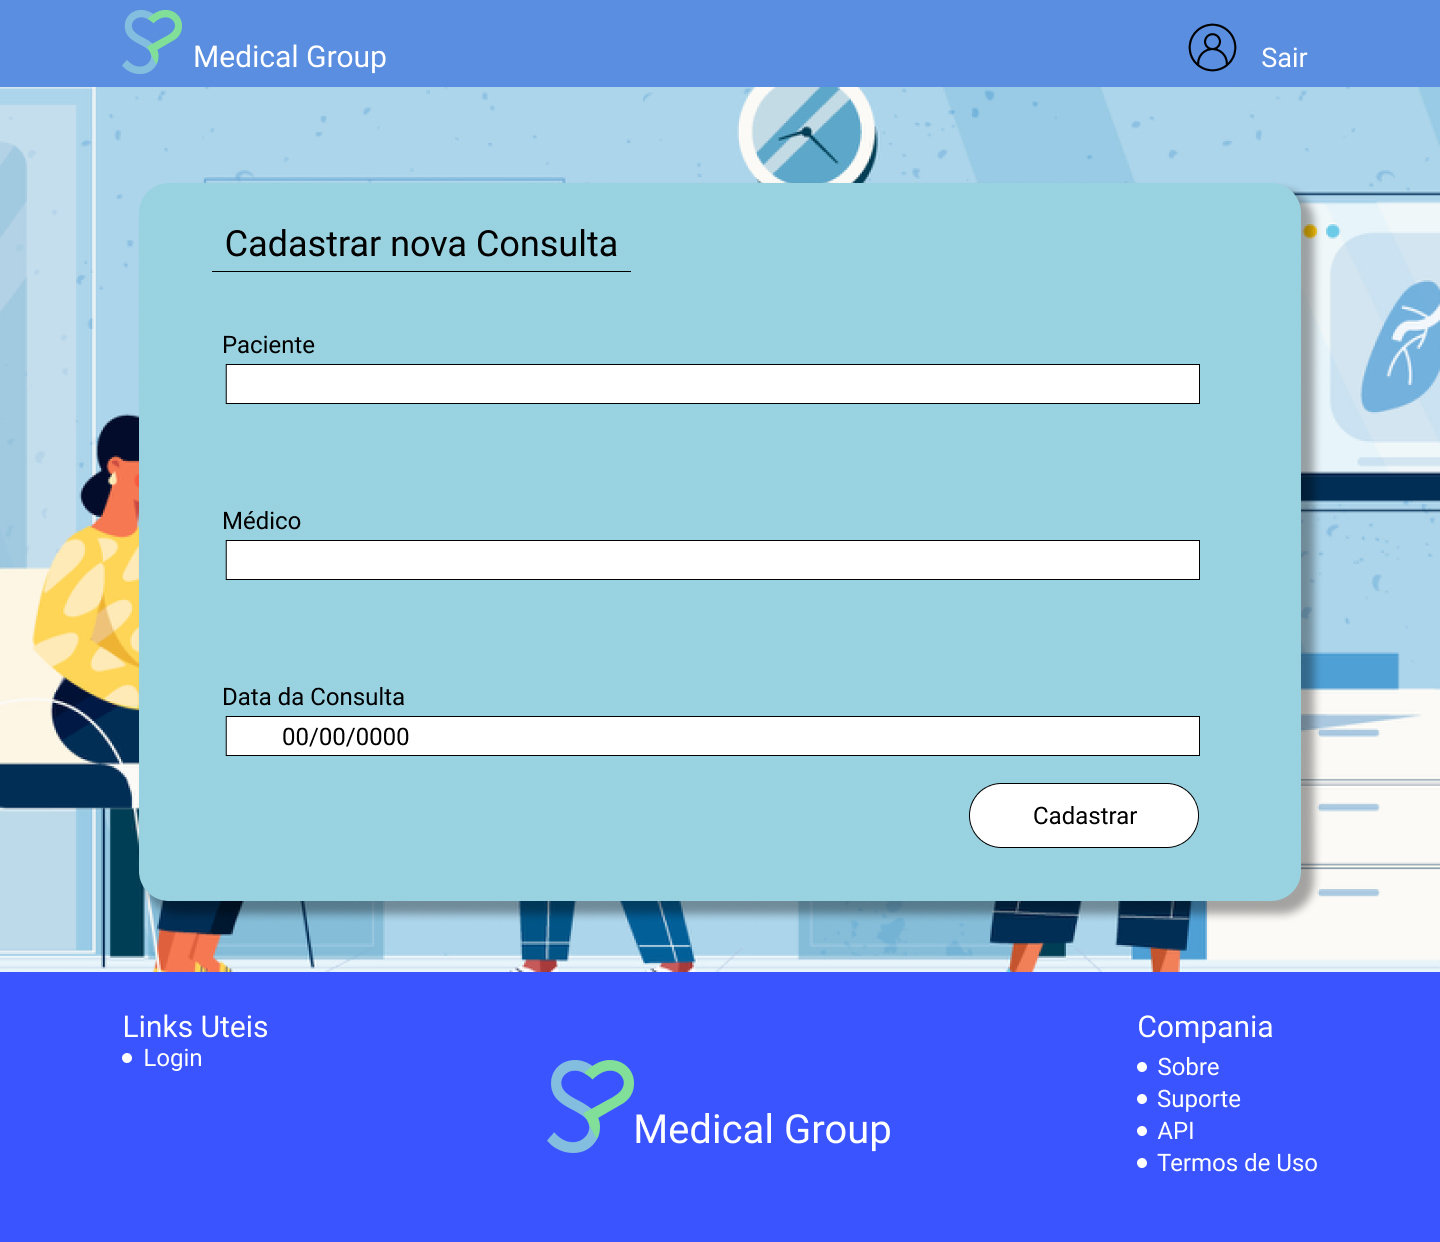 Medical Group
Sair
Cadastrar nova Consulta
Paciente
Médico
Data da Consulta
00/00/0000
Cadastrar
Links Uteis
Login
Medical Group
Compania
Sobre
Suporte
API
Termos de Uso